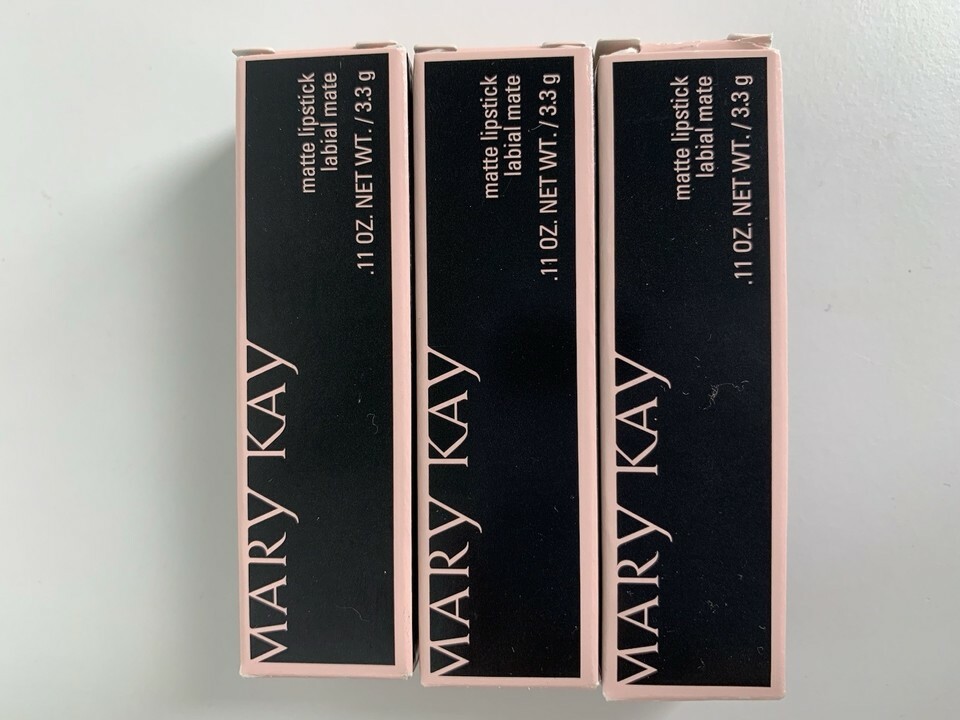 MARY KAY
matte lipstick
labial mate
.11 OZ. NET WT. / 3.3 g
MARY KAY
matte lipstick
labial mate
.11 OZ. NET WT. / 3.3 g
MARY KAY
matte lipstick
labial mate
.11 OZ. NET WT. / 3.3 g